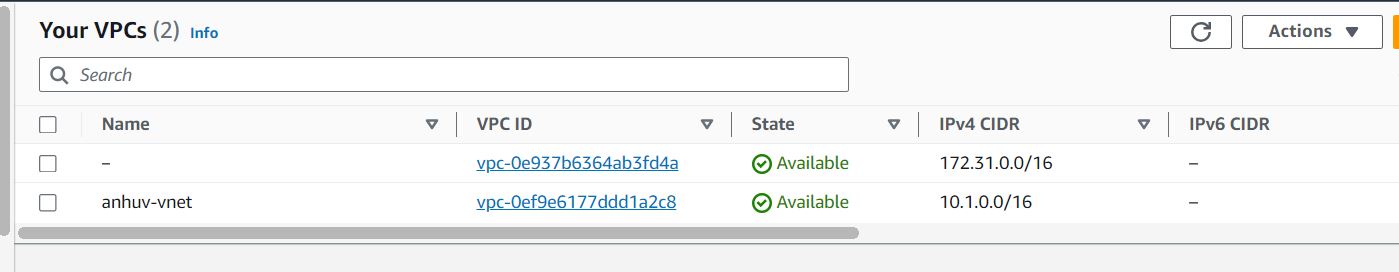 Your VPCs (2) Info
Actions
Search
Name VPC ID State IPv4 CIDR IPv6 CIDR
– vpc-0e937b6364ab3fd4a Available 172.31.0.0/16 –
anhuv-vnet vpc-0ef9e6177ddd1a2c8 Available 10.1.0.0/16 –